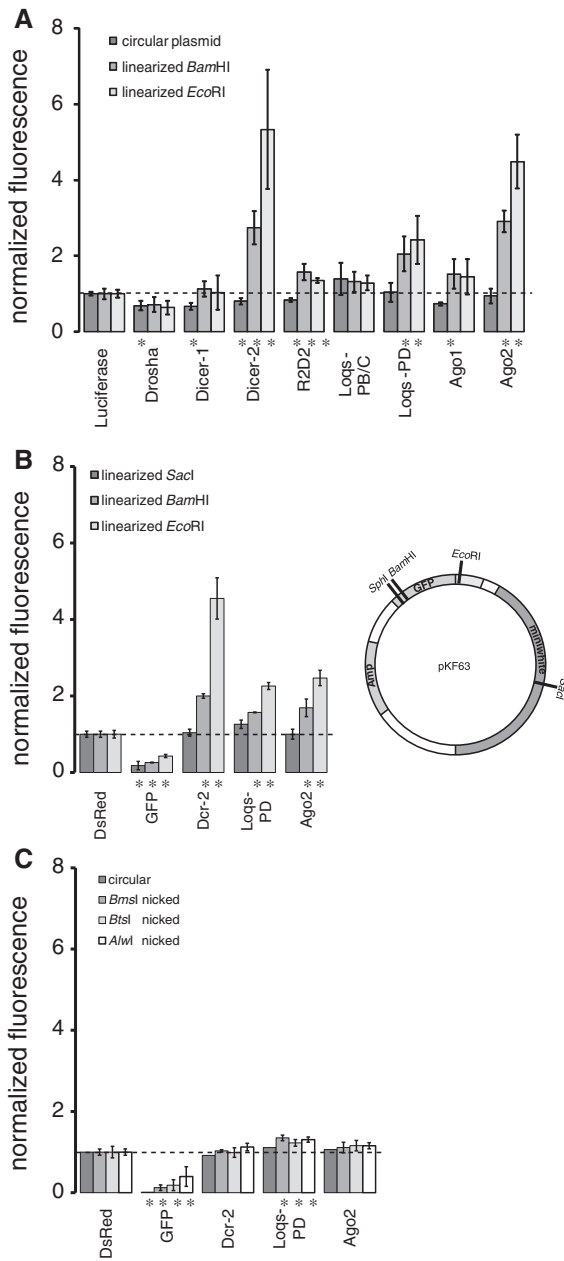 A
normalized fluorescence
8
6
4
2
0
circular plasmid
linearized BamHI
linearized EcoRI
* * * * * * * * * * * * * *
Luciferase
Drosha
Dicer-1
Dicer-2
R2D2
Loqs-
PB/C
Loqs-PD
Ago1
Ago2
B
normalized fluorescence
8
6
4
2
0
linearized SacI
linearized BamHI
linearized EcoRI
* * * * * * * * *
DsRed
GFP
Dcr-2
Loqs-
PD
Ago2
SphI
BamHI
EcoRI
GFP
miniwhite
SacI
Amp
pKF63
C
normalized fluorescence
8
6
4
2
0
circular
BmsI nicked
BtsI nicked
AlwI nicked
* * * * * * *
DsRed
GFP
Dcr-2
Loqs-
PD
Ago2